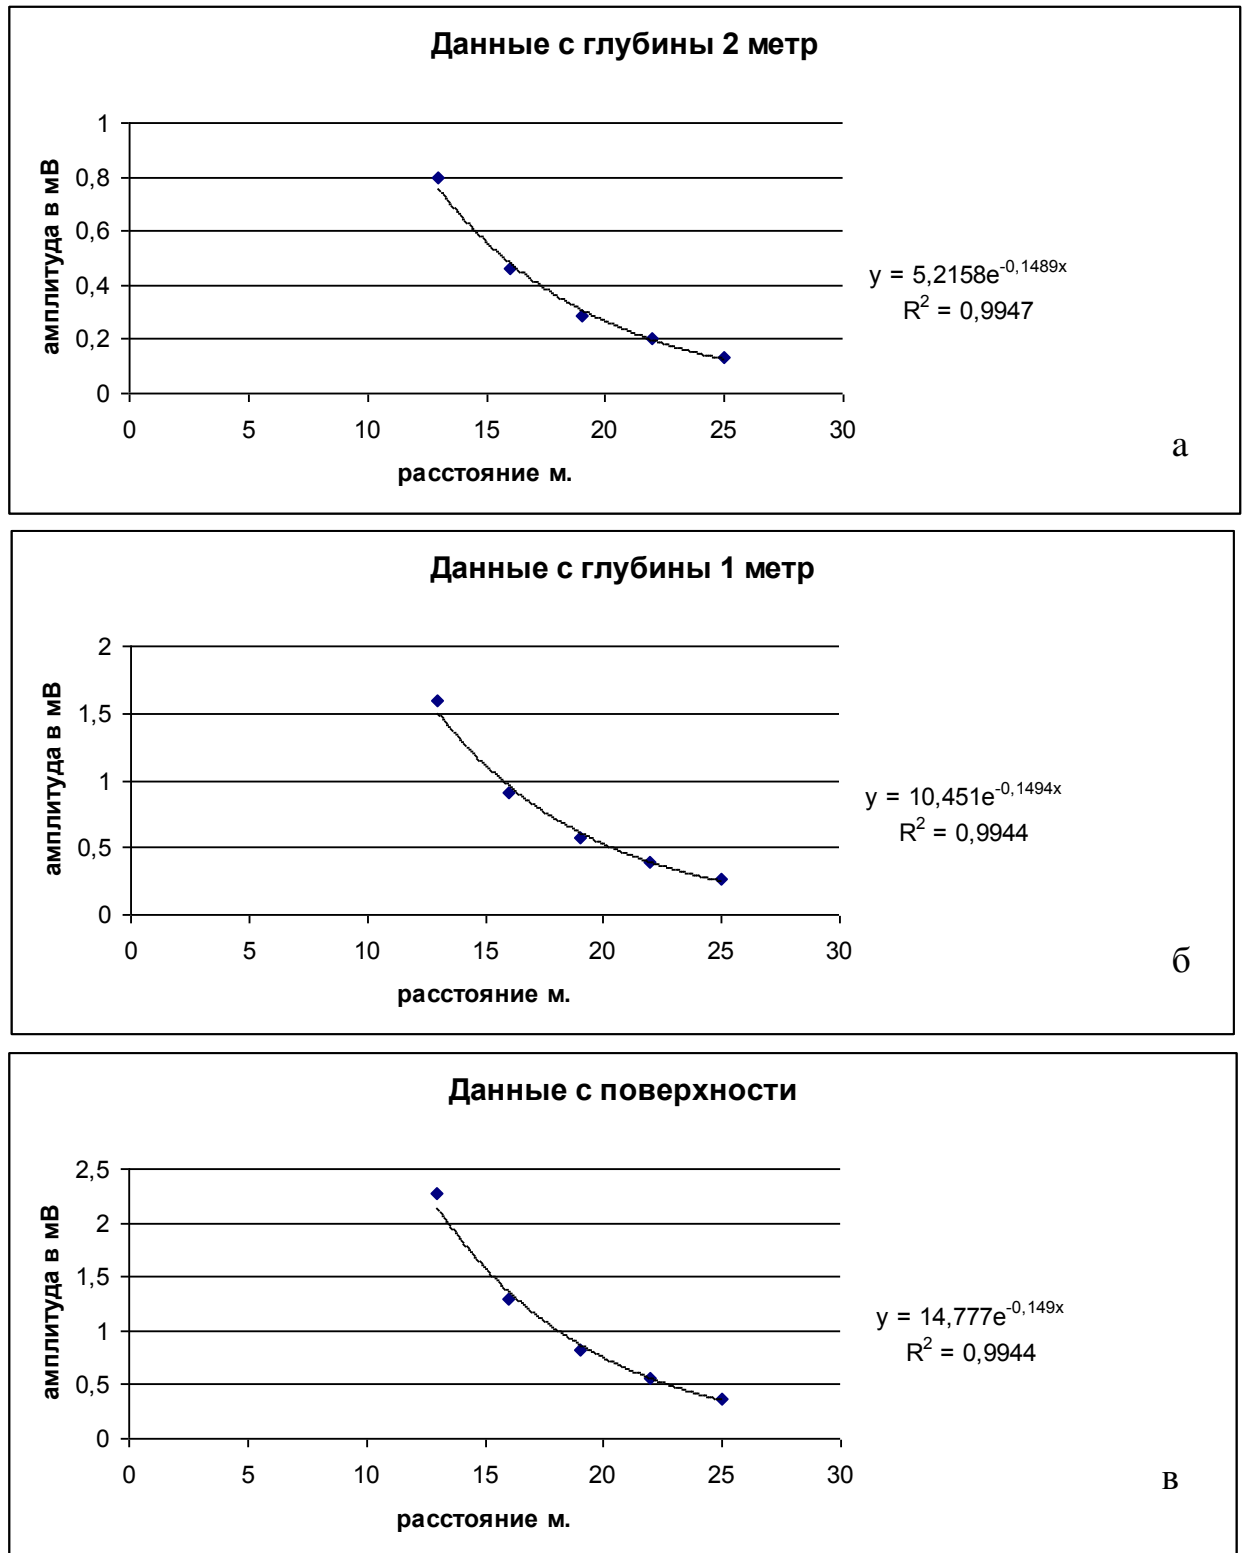 Данные с глубины 2 метр
1
0,8
0,6
0,4
0,2
0
амплитуда в мВ
0 5 10 15 20 25 30
расстояние м.
y = 5,2158e^-0,1489x
R² = 0,9947
а
Данные с глубины 1 метр
2
1,5
1
0,5
0
амплитуда в мВ
0 5 10 15 20 25 30
расстояние м.
y = 10,451e^-0,1494x
R² = 0,9944
б
Данные с поверхности
2,5
2
1,5
1
0,5
0
амплитуда в мВ
0 5 10 15 20 25 30
расстояние м.
y = 14,777e^-0,149x
R² = 0,9944
в